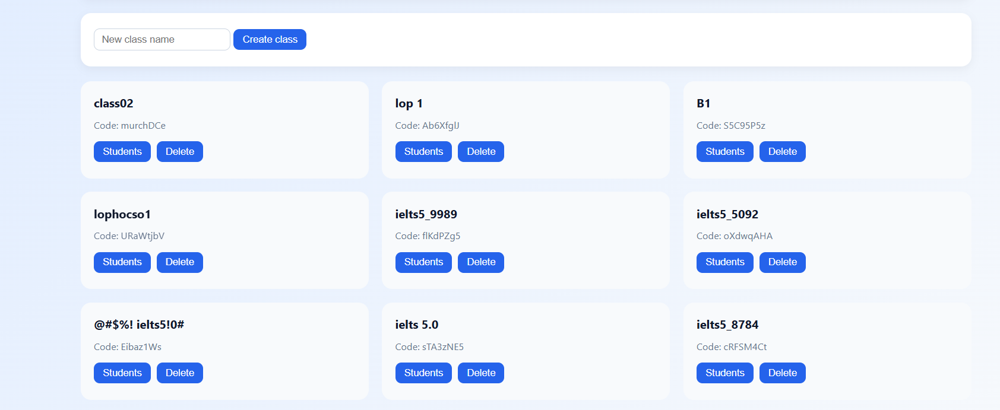 New class name Create class
class02
Code: murchDCe
Students Delete
lop 1
Code: Ab6XfglJ
Students Delete
B1
Code: S5C95P5z
Students Delete
lophocso1
Code: URaWtjbV
Students Delete
ielts5_9989
Code: flKdPZg5
Students Delete
ielts5_5092
Code: oXdwqAHA
Students Delete
@#$%! ielts5!0#
Code: Eibaz1Ws
Students Delete
ielts 5.0
Code: sTA3zNE5
Students Delete
ielts5_8784
Code: cRFSM4Ct
Students Delete